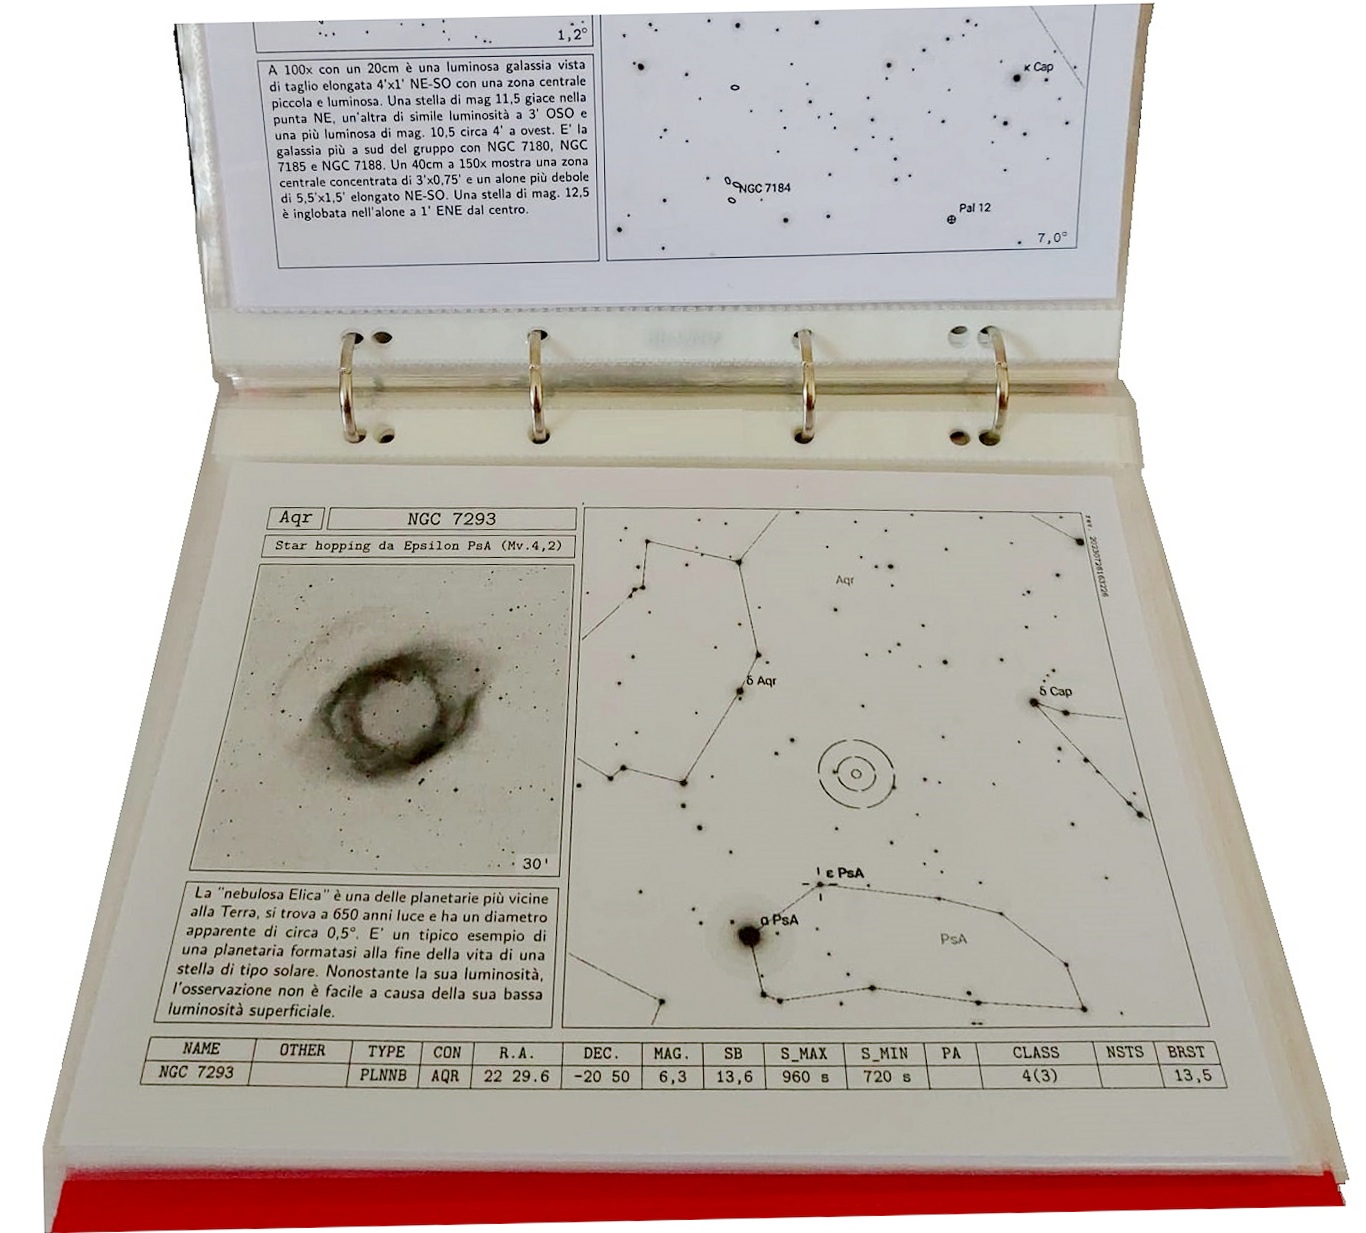 1,2°
A 100x con un 20cm è una luminosa galassia vista
di taglio elongata 4'x1' NE-SO con una zona centrale
piccola e luminosa. Una stella di mag 11,5 giace nella
punta NE, un'altra di simile luminosità a 3' OSO e
una più luminosa di mag. 10,5 circa 4' a ovest. E' la
galassia più a sud del gruppo con NGC 7180, NGC
7185 e NGC 7188. Un 40cm a 150x mostra una zona
centrale concentrata di 3'x0,75' e un alone più debole
di 5,5'x1,5' elongato NE-SO. Una stella di mag. 12,5
è inglobata nell'alone a 1' ENE dal centro.
κ Cap
NGC 7184
Pal 12
7,0°
Aqr
NGC 7293
Star hopping da Epsilon PsA (Mv.4,2)
30'
La "nebulosa Elica" è una delle planetarie più vicine
alla Terra, si trova a 650 anni luce e ha un diametro
apparente di circa 0,5°. E' un tipico esempio di
una planetaria formatasi alla fine della vita di una
stella di tipo solare. Nonostante la sua luminosità,
l'osservazione non è facile a causa della sua bassa
luminosità superficiale.
Aqr
δ Aqr
δ Cap
ε PsA
α PsA
PsA
NAME OTHER TYPE CON R.A. DEC. MAG. SB S_MAX S_MIN PA CLASS NSTS BRST
NGC 7293 PLNNB AQR 22 29.6 -20 50 6,3 13,6 960 s 720 s 4(3) 13,5